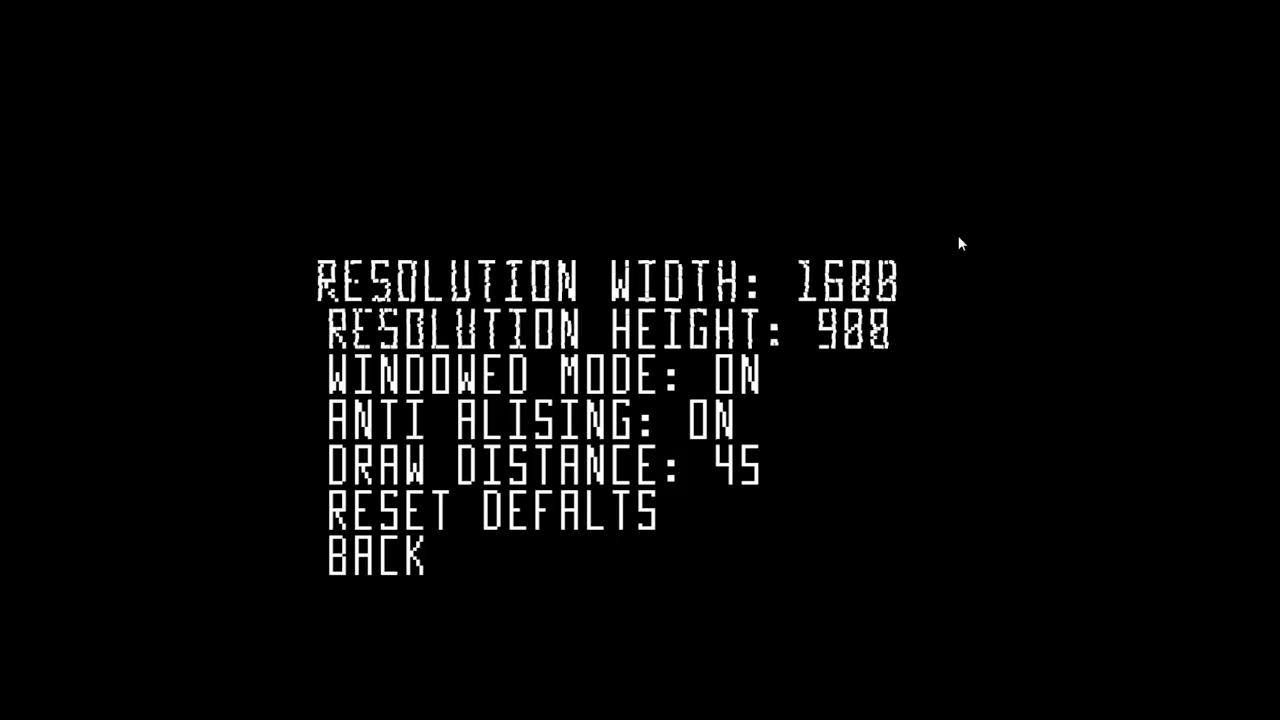 RESOLUTION WIDTH: 1600
RESOLUTION HEIGHT: 900
WINDOWED MODE: ON
ANTI ALISING: ON
DRAW DISTANCE: 45
RESET DEFALTS
BACK